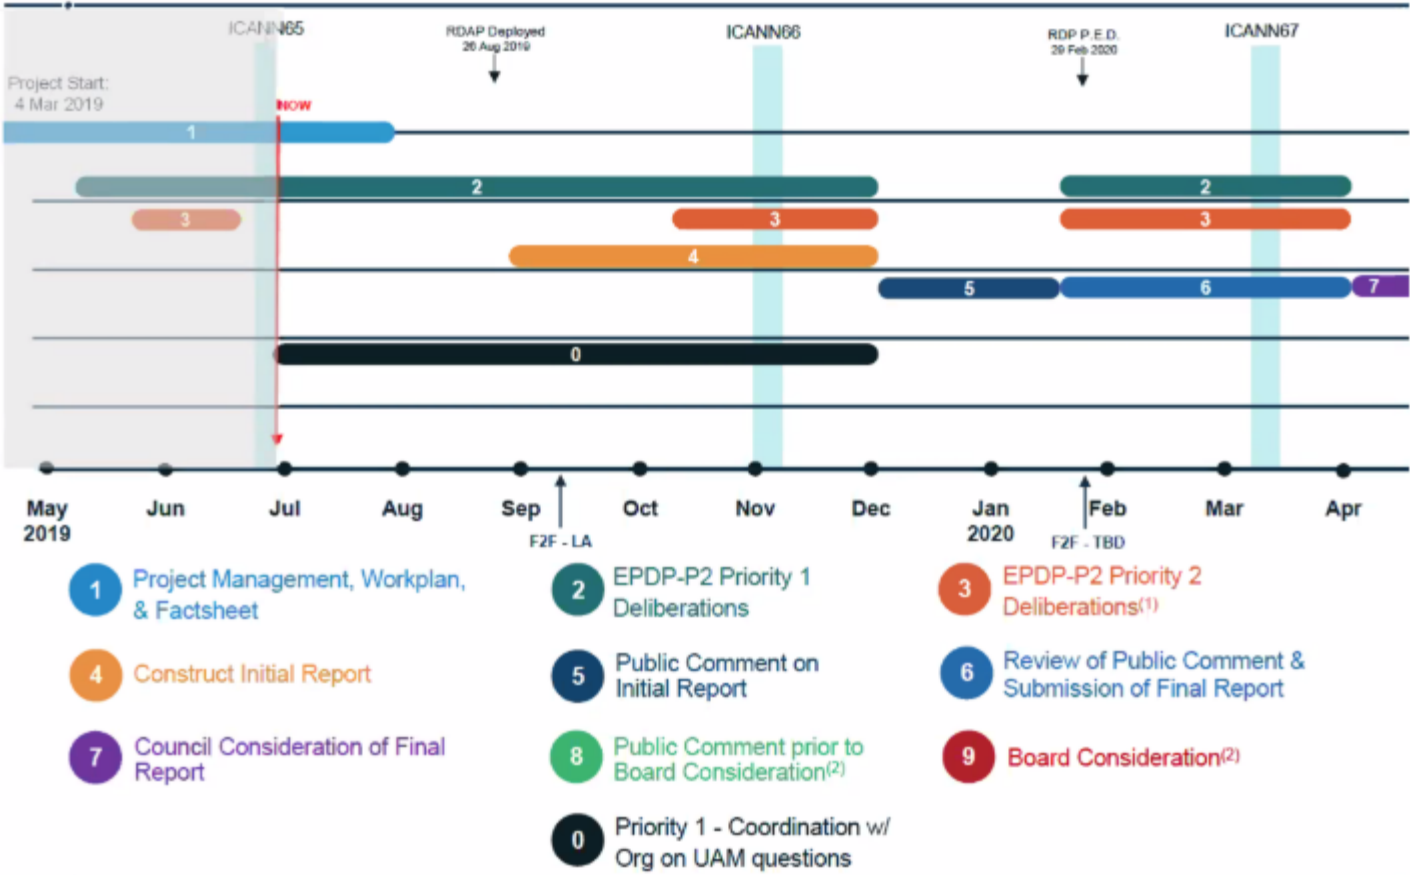 ICANN65
RDAP Deployed
26 Aug 2019
ICANN66
RDP P.E.D.
29 Feb 2020
ICANN67
Project Start:
4 Mar 2019
NOW
1
2
2
3
3
3
4
5
6
7
0
May
2019
Jun
Jul
Aug
Sep
Oct
Nov
Dec
Jan
2020
Feb
Mar
Apr
F2F - LA
F2F - TBD
1
Project Management, Workplan,
& Factsheet
2
EPDP-P2 Priority 1
Deliberations
3
EPDP-P2 Priority 2
Deliberations(1)
4
Construct Initial Report
5
Public Comment on
Initial Report
6
Review of Public Comment &
Submission of Final Report
7
Council Consideration of Final
Report
8
Public Comment prior to
Board Consideration(2)
9
Board Consideration(2)
0
Priority 1 - Coordination w/
Org on UAM questions